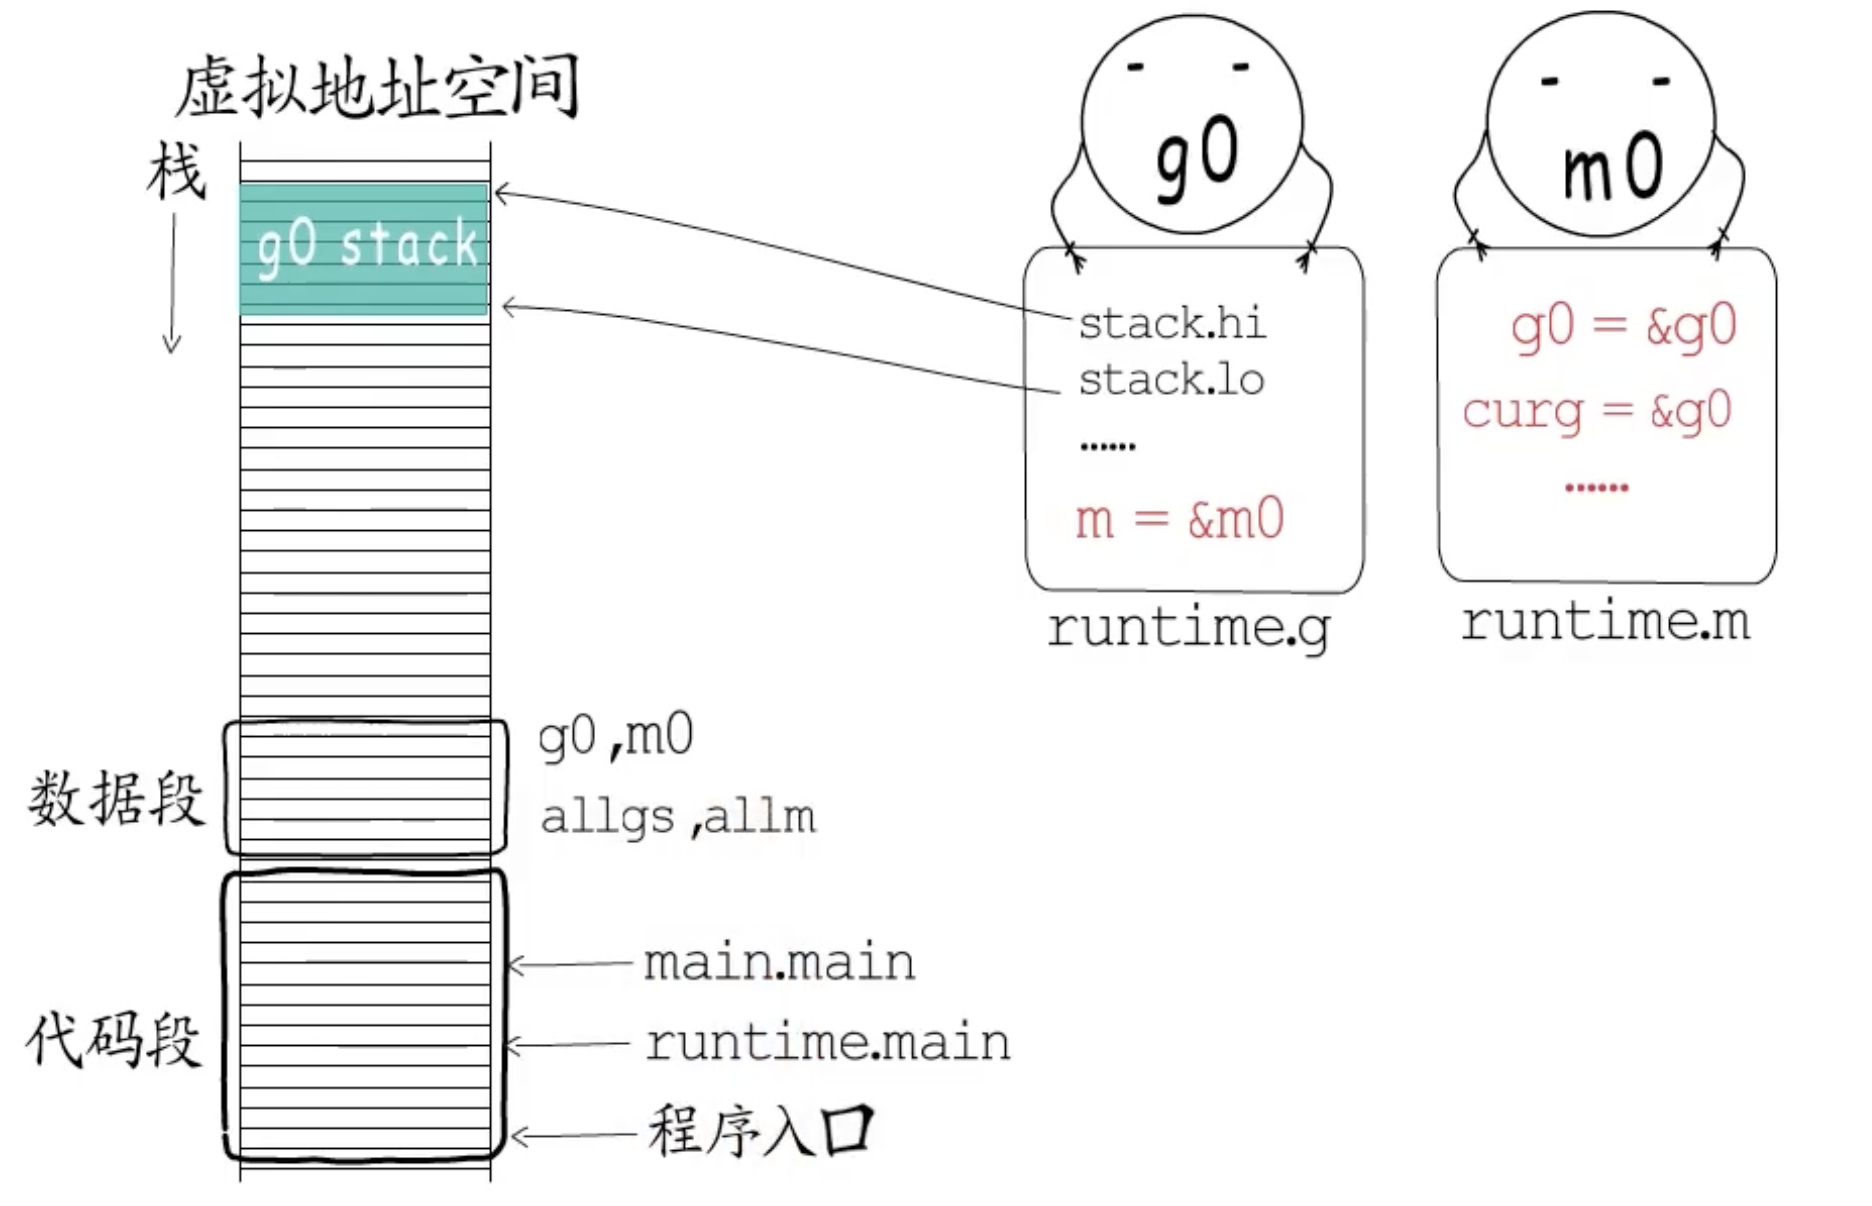 虚拟地址空间
栈
g0 stack
g0
stack.hi
stack.lo
......
m = &m0
runtime.g
m0
g0 = &g0
curg = &g0
......
runtime.m
数据段
g0,m0
allgs,allm
代码段
main.main
runtime.main
程序入口